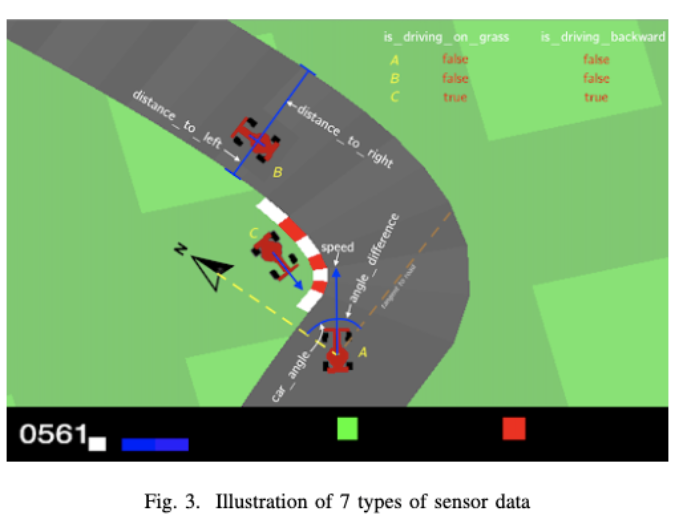 is_driving_on_grass is_driving_backward
A false false
B false false
C true true
distance_to_left
distance_to_right
B
C
N
speed
angle_difference
tangent to road
car_angle
A
0561
Fig. 3. Illustration of 7 types of sensor data